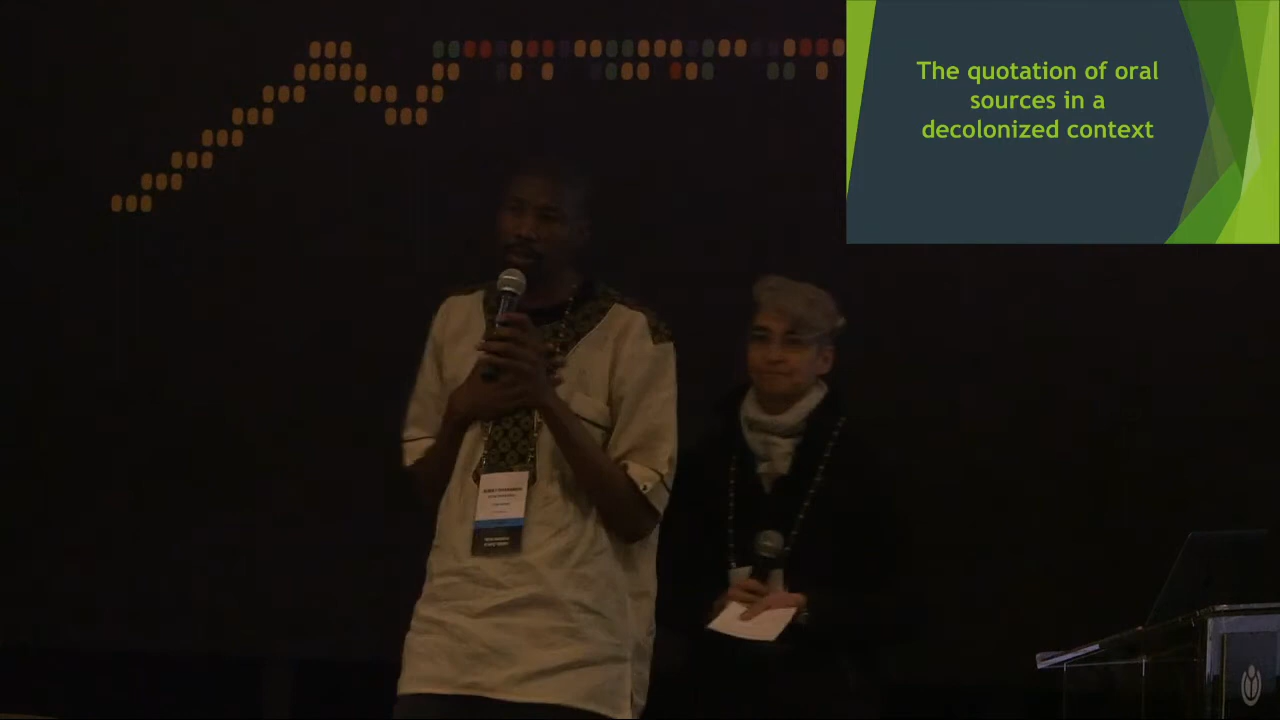 The quotation of oral
sources in a
decolonized context